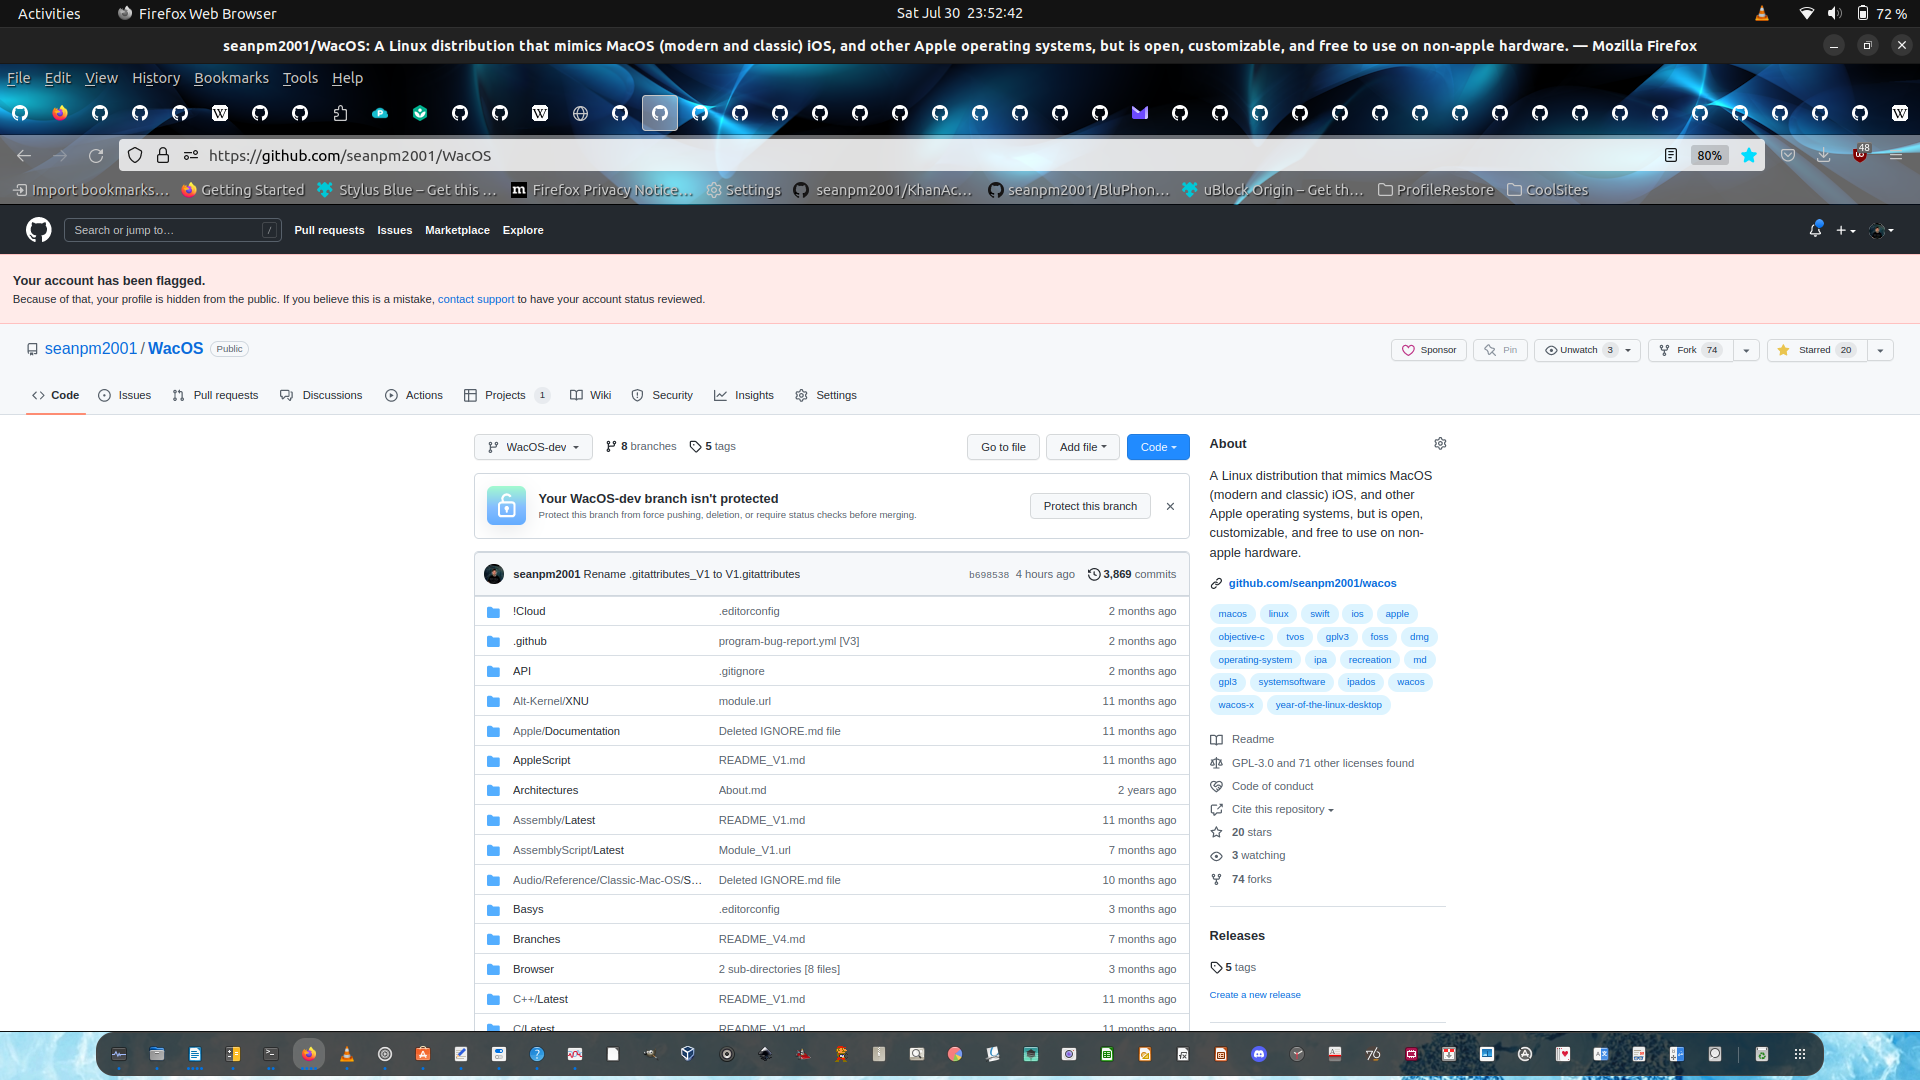 Activities
Firefox Web Browser
Sat Jul 30 23:52:42
72 %
seanpm2001/WacOS: A Linux distribution that mimics MacOS (modern and classic) iOS, and other Apple operating systems, but is open, customizable, and free to use on non-apple hardware. — Mozilla Firefox
File Edit View History Bookmarks Tools Help
https://github.com/seanpm2001/WacOS
80%
48
Import bookmarks…
Getting Started
Stylus Blue – Get this …
Firefox Privacy Notice…
Settings
seanpm2001/KhanAc…
seanpm2001/BluPhon…
uBlock Origin – Get th…
ProfileRestore
CoolSites
Search or jump to…
/
Pull requests
Issues
Marketplace
Explore
Your account has been flagged.
Because of that, your profile is hidden from the public. If you believe this is a mistake, contact support to have your account status reviewed.
seanpm2001 / WacOS Public
Sponsor
Pin
Unwatch 3
Fork 74
Starred 20
Code
Issues
Pull requests
Discussions
Actions
Projects 1
Wiki
Security
Insights
Settings
WacOS-dev
8 branches
5 tags
Go to file
Add file
Code
Your WacOS-dev branch isn't protected
Protect this branch from force pushing, deletion, or require status checks before merging.
Protect this branch
seanpm2001 Rename .gitattributes_V1 to V1.gitattributes b698538 4 hours ago 3,869 commits
!Cloud .editorconfig 2 months ago
.github program-bug-report.yml [V3] 2 months ago
API .gitignore 2 months ago
Alt-Kernel/XNU module.url 11 months ago
Apple/Documentation Deleted IGNORE.md file 11 months ago
AppleScript README_V1.md 11 months ago
Architectures About.md 2 years ago
Assembly/Latest README_V1.md 11 months ago
AssemblyScript/Latest Module_V1.url 7 months ago
Audio/Reference/Classic-Mac-OS/S… Deleted IGNORE.md file 10 months ago
Basys .editorconfig 3 months ago
Branches README_V4.md 7 months ago
Browser 2 sub-directories [8 files] 3 months ago
C++/Latest README_V1.md 11 months ago
C/Latest README_V1.md 11 months ago
About
A Linux distribution that mimics MacOS
(modern and classic) iOS, and other
Apple operating systems, but is open,
customizable, and free to use on non-
apple hardware.
github.com/seanpm2001/wacos
macos linux swift ios apple
objective-c tvos gplv3 foss dmg
operating-system ipa recreation md
gpl3 systemsoftware ipados wacos
wacos-x year-of-the-linux-desktop
Readme
GPL-3.0 and 71 other licenses found
Code of conduct
Cite this repository
20 stars
3 watching
74 forks
Releases
5 tags
Create a new release